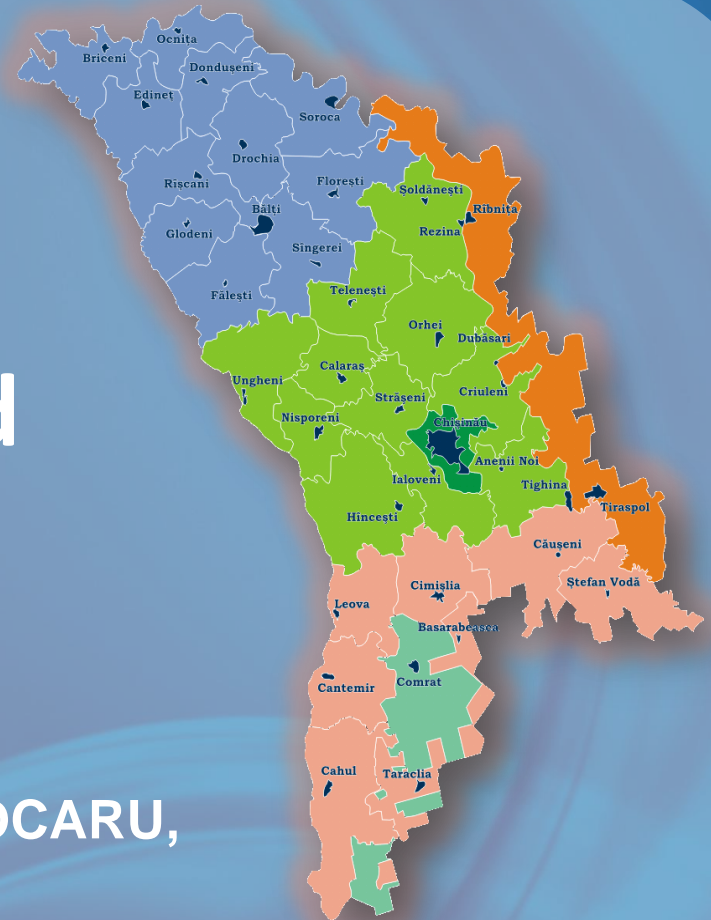 Ocnița
Briceni
Dondușeni
Edineț
Soroca
Drochia
Rîșcani
Florești
Șoldănești
Bălți
Rîbnița
Glodeni
Rezina
Singerei
Fălești
Telenești
Orhei
Dubăsari
Calaraș
Ungheni
Criuleni
Strășeni
Nisporeni
Chișinău
Anenii Noi
Ialoveni
Tighina
Tiraspol
Hîncești
Căușeni
Cimișlia
Ștefan Vodă
Leova
Basarabeasca
Comrat
Cantemir
Cahul
Taraclia
OCARU,